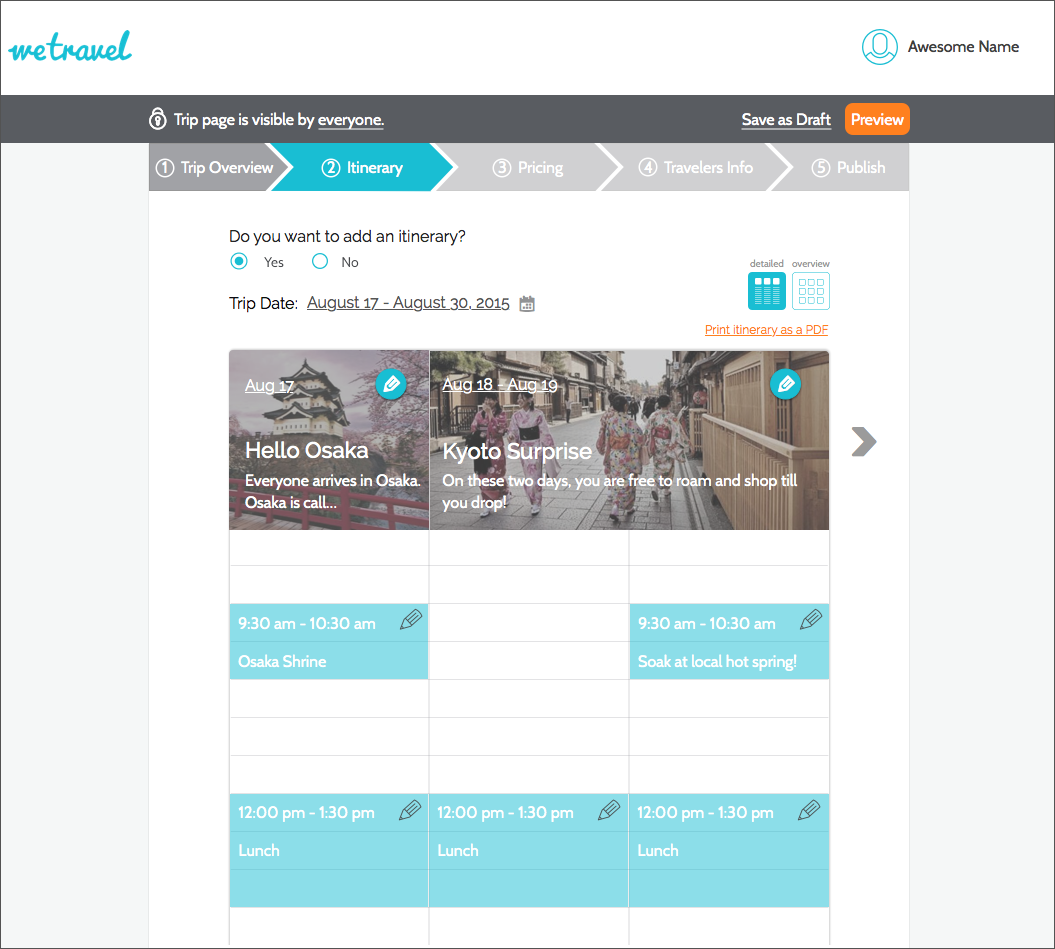 wetravel
Awesome Name
Trip page is visible by everyone.
Save as Draft
Preview
1 Trip Overview
2 Itinerary
3 Pricing
4 Travelers Info
5 Publish
Do you want to add an itinerary?
Yes
No
detailed
overview
Trip Date: August 17 - August 30, 2015
Print itinerary as a PDF
Aug 17
Hello Osaka
Everyone arrives in Osaka.
Osaka is call...
Aug 18 - Aug 19
Kyoto Surprise
On these two days, you are free to roam and shop till
you drop!
9:30 am - 10:30 am
Osaka Shrine
9:30 am - 10:30 am
Soak at local hot spring!
12:00 pm - 1:30 pm
Lunch
12:00 pm - 1:30 pm
Lunch
12:00 pm - 1:30 pm
Lunch